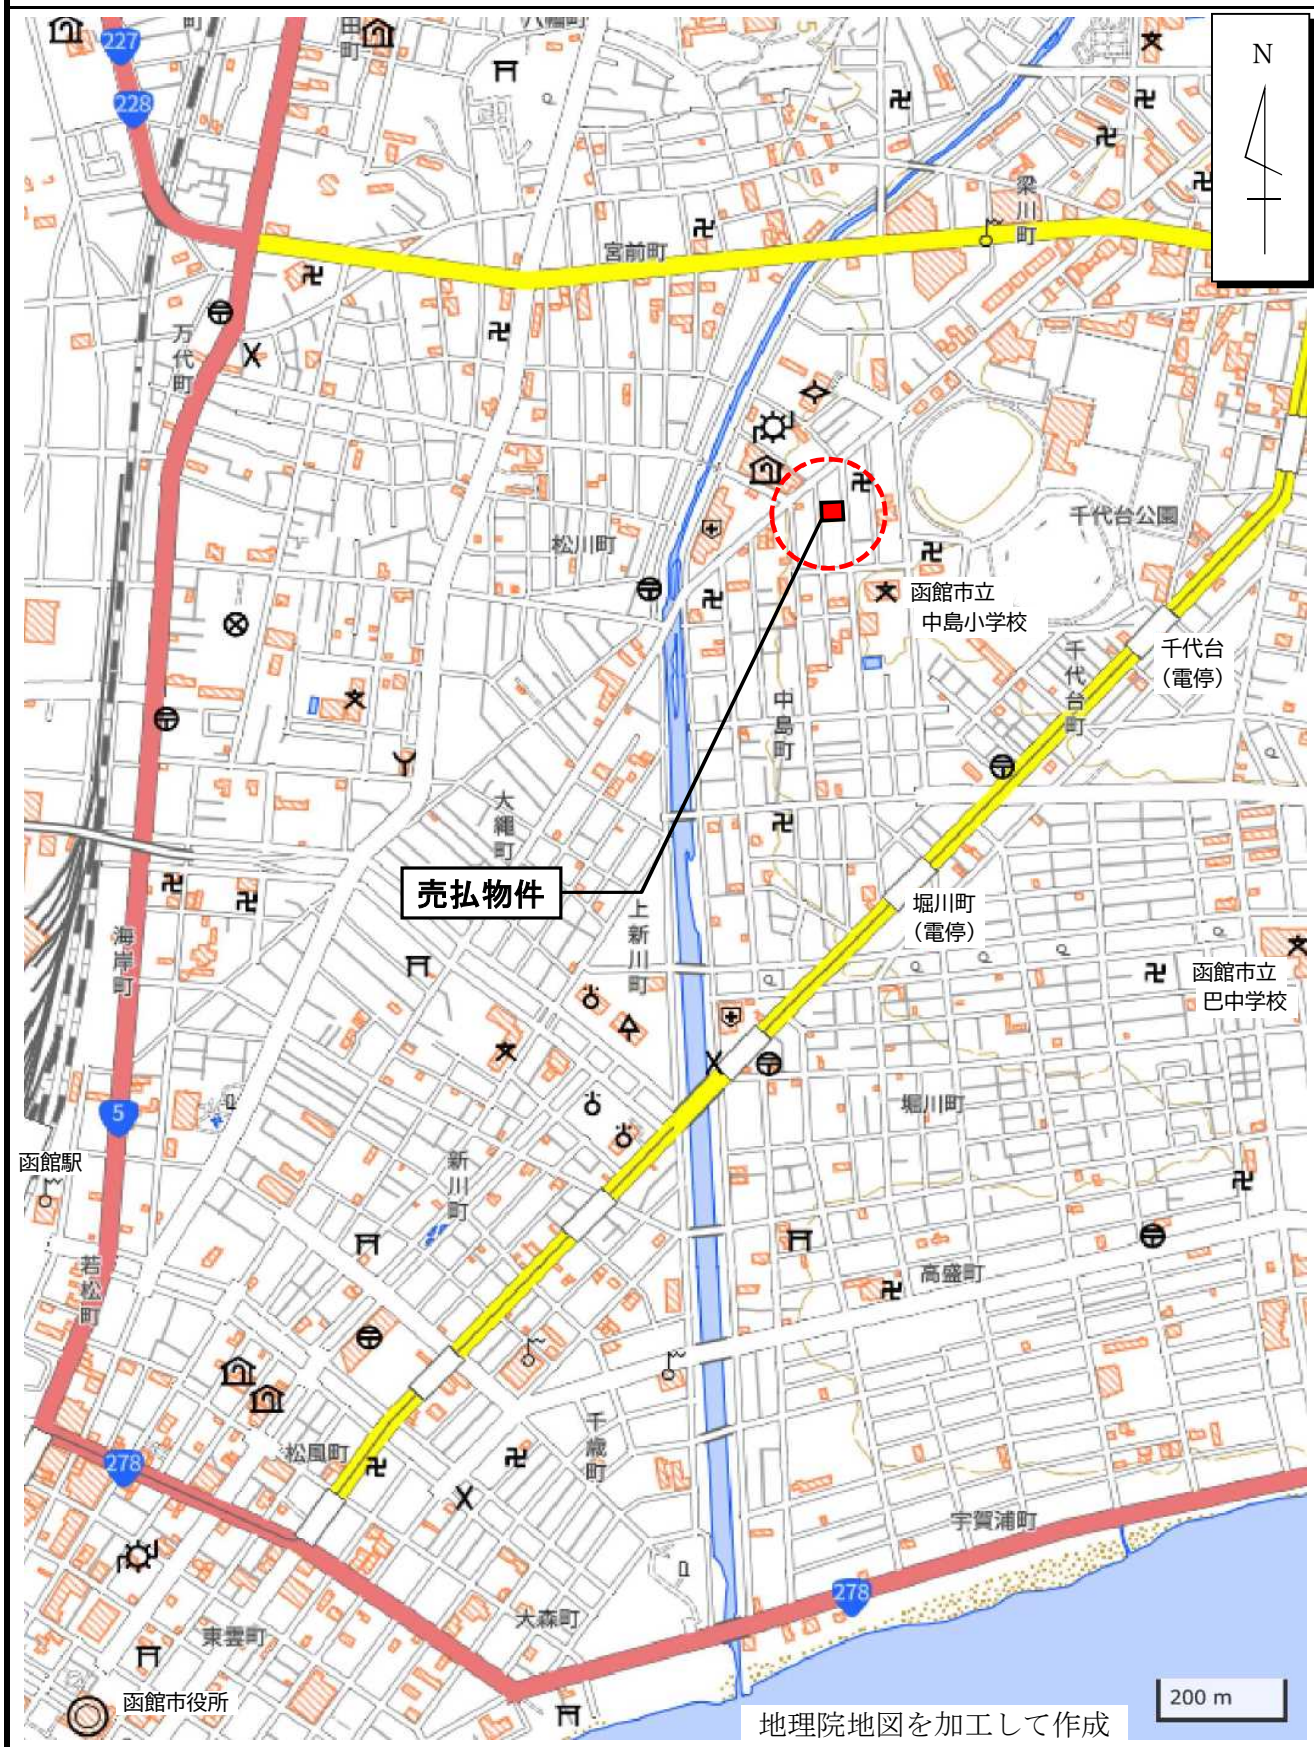 町
田町
八幡町
N
227
228
梁川町
宮前町
万代町
千代台公園
松川町
函館市立
中島小学校
千代台
（電停）
千代台町
中島町
大縄町
売払物件
堀川町
（電停）
上新川町
海岸町
函館市立
巴中学校
5
堀川町
函館駅
新川町
高盛町
若松町
千歳町
松風町
278
宇賀浦町
278
大森町
東雲町
函館市役所
200 m
地理院地図を加工して作成